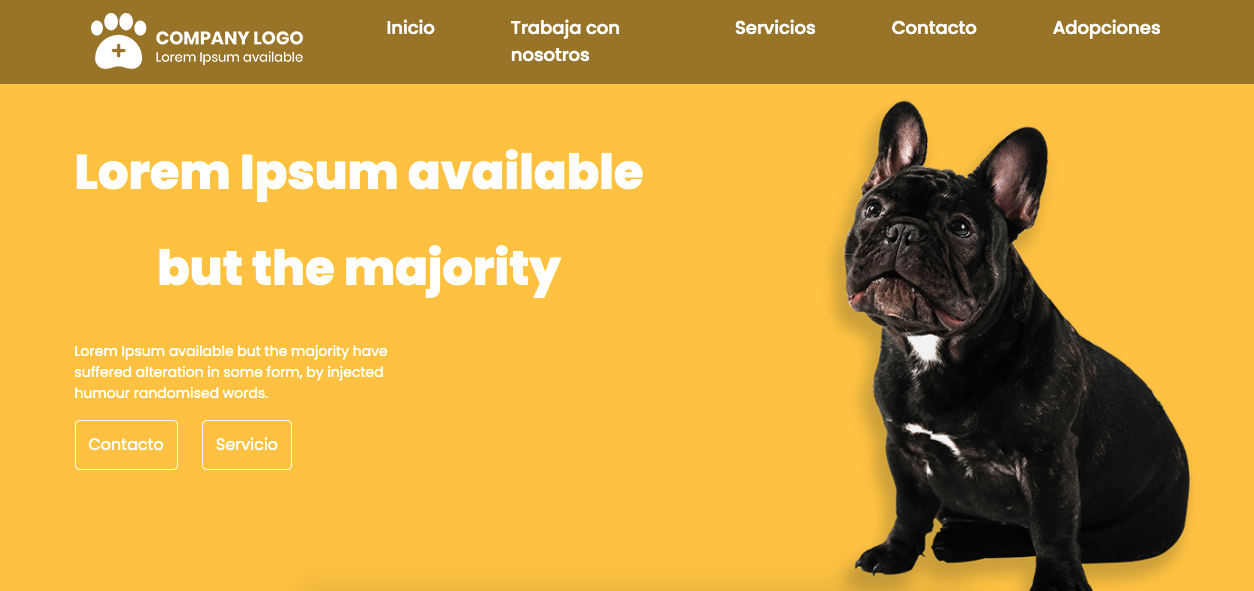 COMPANY LOGO
Lorem Ipsum available
Inicio
Trabaja con
nosotros
Servicios
Contacto
Adopciones
Lorem Ipsum available
but the majority
Lorem Ipsum available but the majority have
suffered alteration in some form, by injected
humour randomised words.
Contacto
Servicio